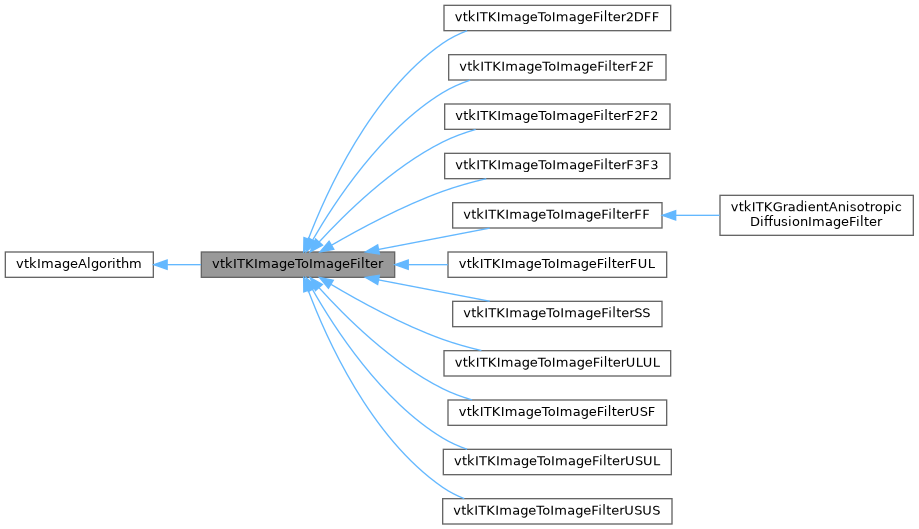 vtkITKImageToImageFilter2DFF
vtkITKImageToImageFilterF2F
vtkITKImageToImageFilterF2F2
vtkITKImageToImageFilterF3F3
vtkITKImageToImageFilterFF
vtkITKGradientAnisotropic
DiffusionImageFilter
vtkImageAlgorithm
vtkITKImageToImageFilter
vtkITKImageToImageFilterFUL
vtkITKImageToImageFilterSS
vtkITKImageToImageFilterULUL
vtkITKImageToImageFilterUSF
vtkITKImageToImageFilterUSUL
vtkITKImageToImageFilterUSUS